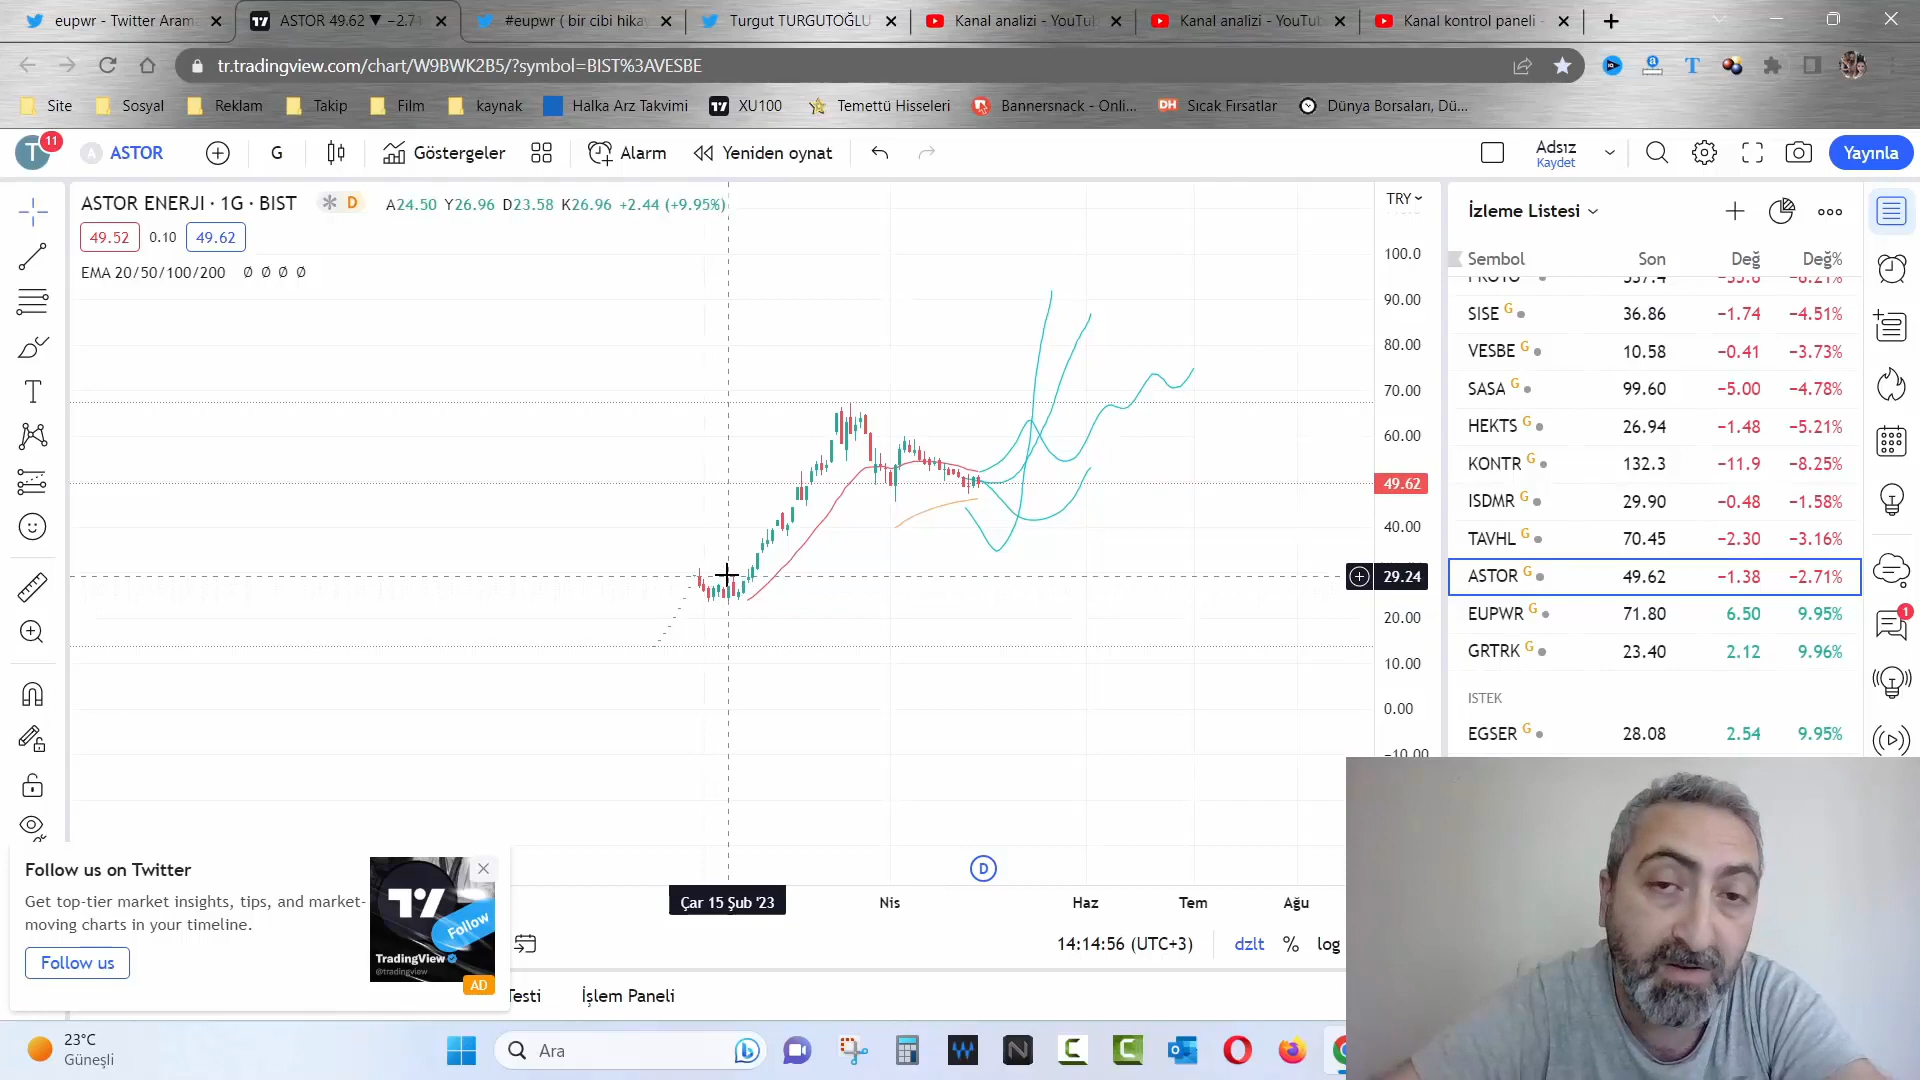 eupwr - Twitter Arama
ASTOR 49.62 ▼ −2.71
#eupwr ( bir cibi hika
Turgut TURGUTOĞLU
Kanal analizi - YouTub
Kanal analizi - YouTub
Kanal kontrol paneli -
tr.tradingview.com/chart/W9BWK2B5/?symbol=BIST%3AVESBE
Site
Sosyal
Reklam
Takip
Film
kaynak
Halka Arz Takvimi
XU100
Temettü Hisseleri
Bannersnack - Onli...
DH Sıcak Fırsatlar
Dünya Borsaları, Dü...
T 11
A ASTOR
G
Göstergeler
Alarm
Yeniden oynat
Adsız
Kaydet
Yayınla
ASTOR ENERJI · 1G · BIST
D
A24.50 Y26.96 D23.58 K26.96 +2.44 (+9.95%)
49.52 0.10 49.62
EMA 20/50/100/200 Ø Ø Ø Ø
TRY
100.0
90.00
80.00
70.00
60.00
49.62
40.00
29.24
20.00
10.00
0.00
−10.00
D
Çar 15 Şub '23
Nis
Haz
Tem
Ağu
14:14:56 (UTC+3)
dzlt
%
log
Testi
İşlem Paneli
İzleme Listesi
Sembol Son Değ Değ%
SISE G 36.86 −1.74 −4.51%
VESBE G 10.58 −0.41 −3.73%
SASA G 99.60 −5.00 −4.78%
HEKTS G 26.94 −1.48 −5.21%
KONTR G 132.3 −11.9 −8.25%
ISDMR G 29.90 −0.48 −1.58%
TAVHL G 70.45 −2.30 −3.16%
ASTOR G 49.62 −1.38 −2.71%
EUPWR G 71.80 6.50 9.95%
GRTRK G 23.40 2.12 9.96%
ISTEK
EGSER G 28.08 2.54 9.95%
1
Follow us on Twitter
Get top-tier market insights, tips, and market-
moving charts in your timeline.
Follow us
Follow
TradingView
@tradingview
AD
23°C
Güneşli
Ara